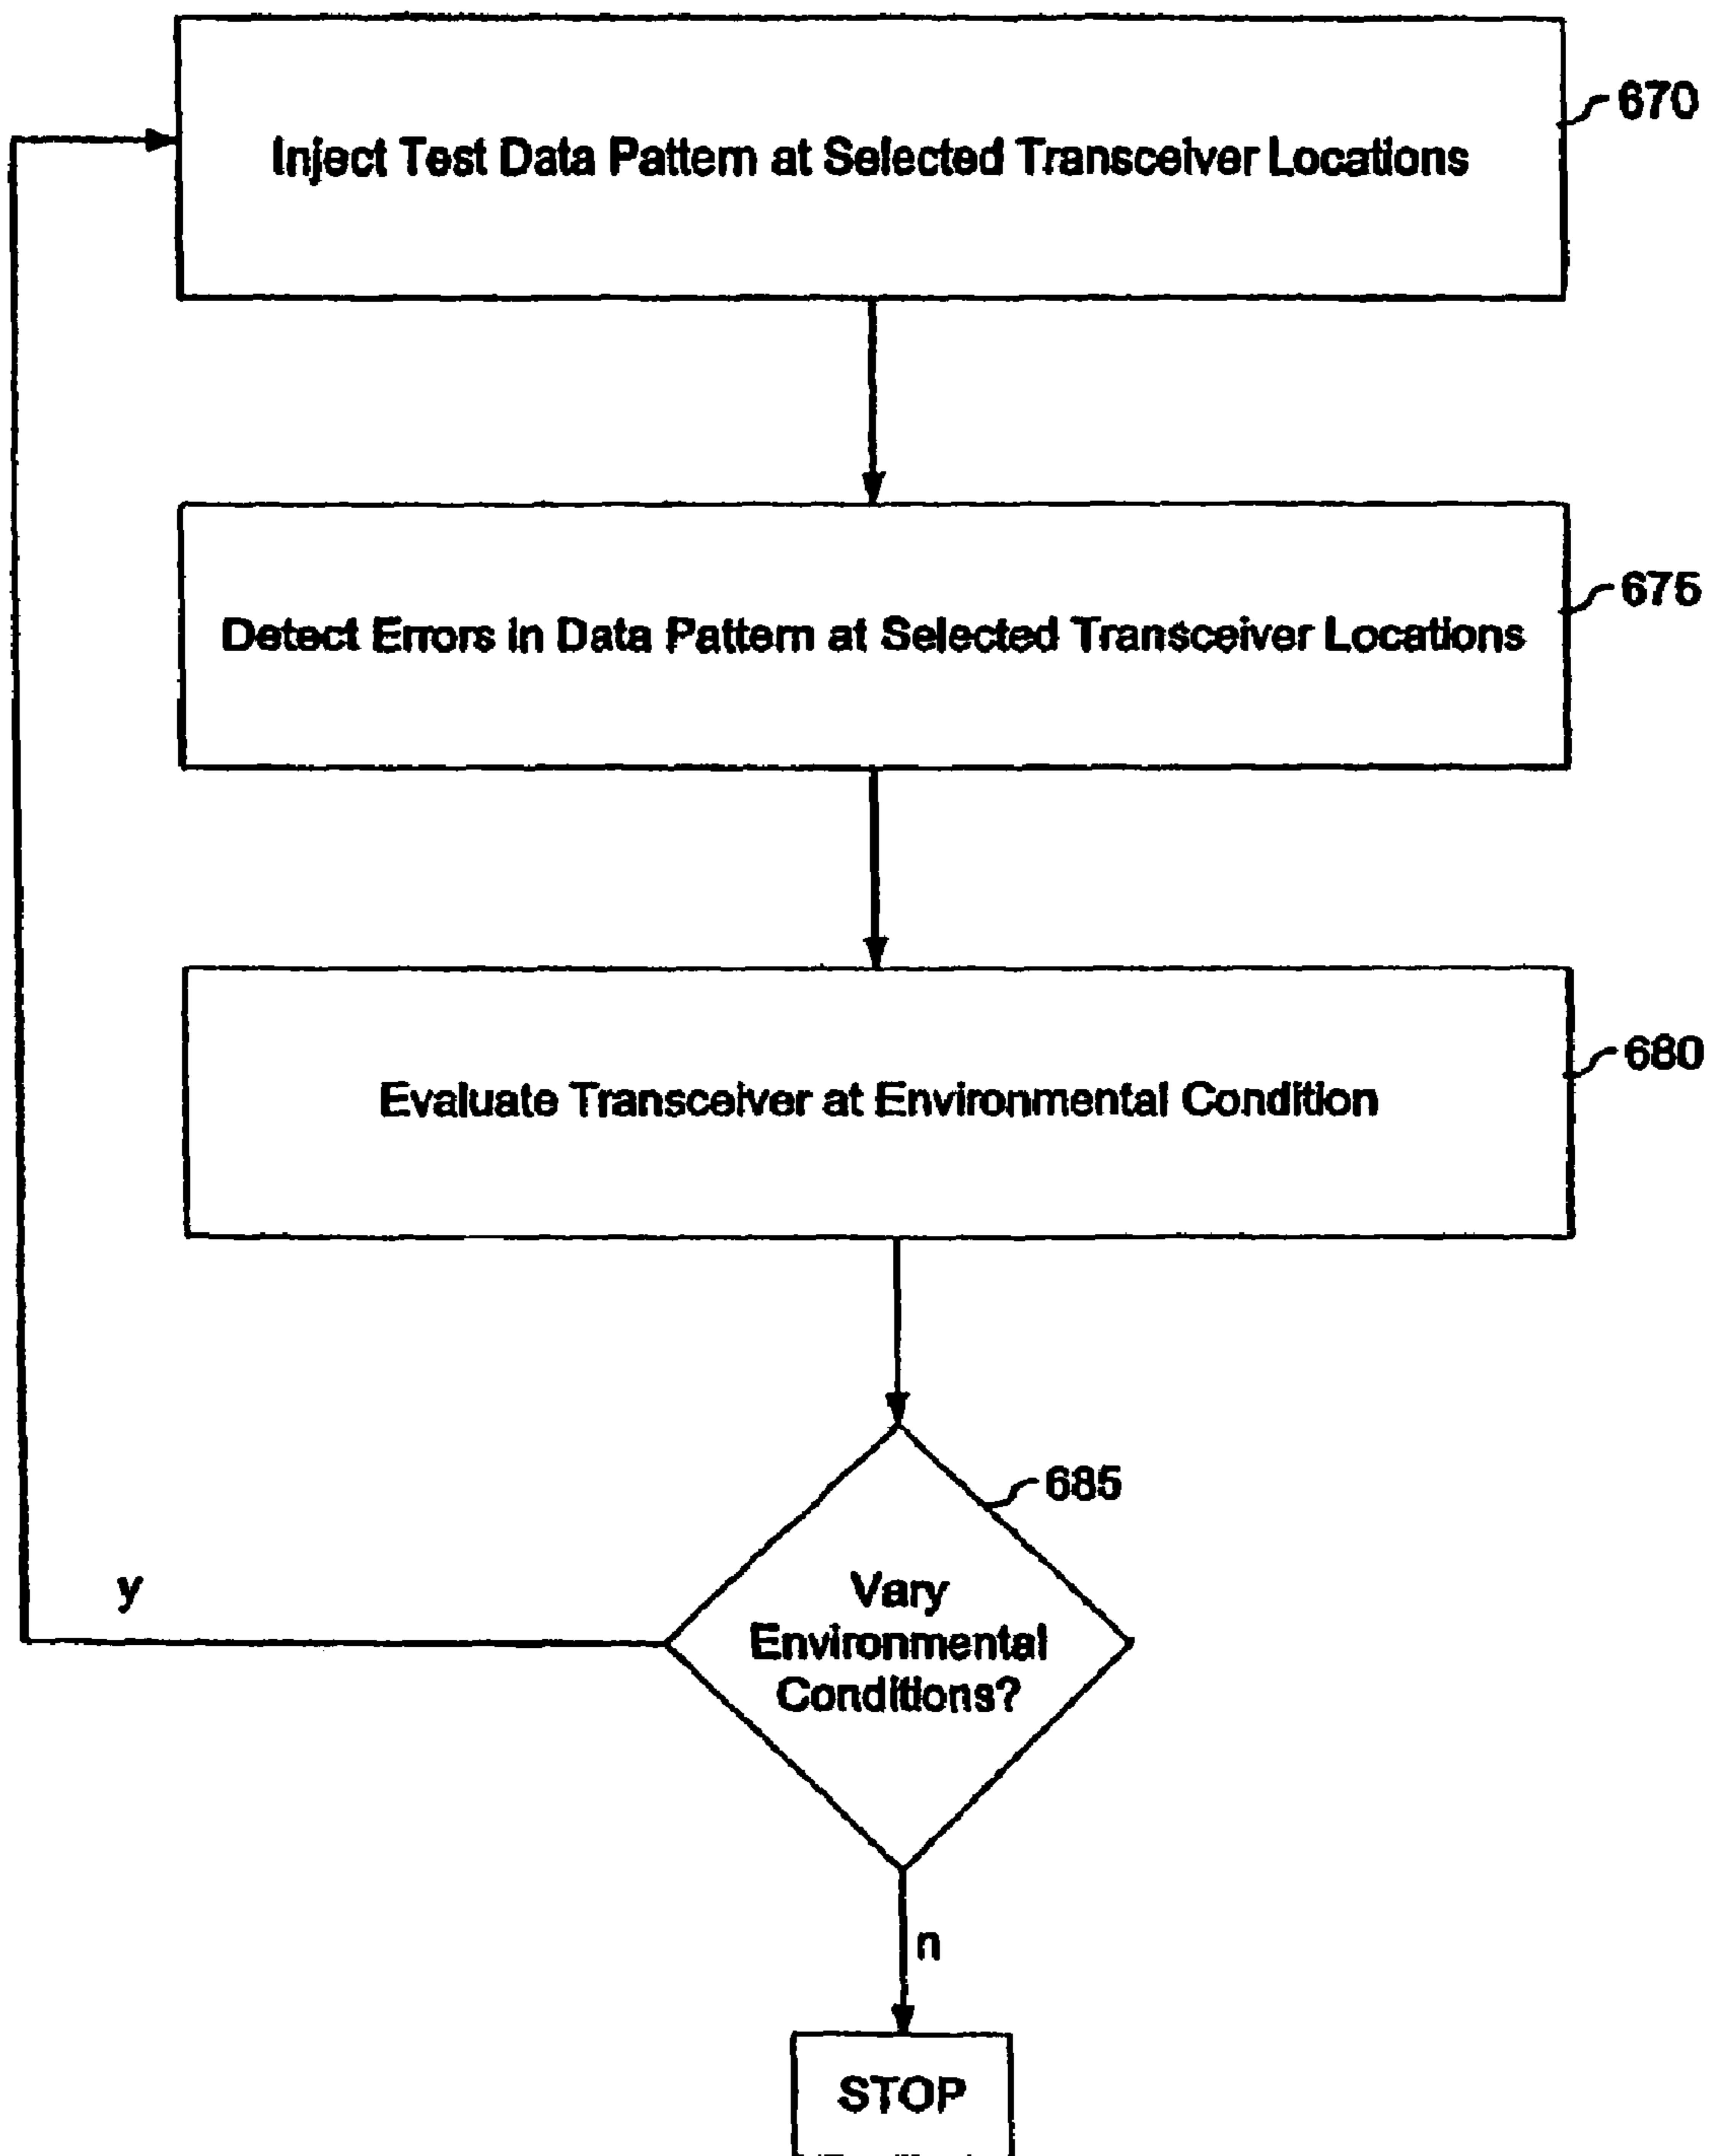 670
Inject Test Data Pattern at Selected Transceiver Locations
675
Detect Errors in Data Pattern at Selected Transceiver Locations
680
Evaluate Transceiver at Environmental Condition
685
Vary
Environmental
Conditions?
y
n
STOP